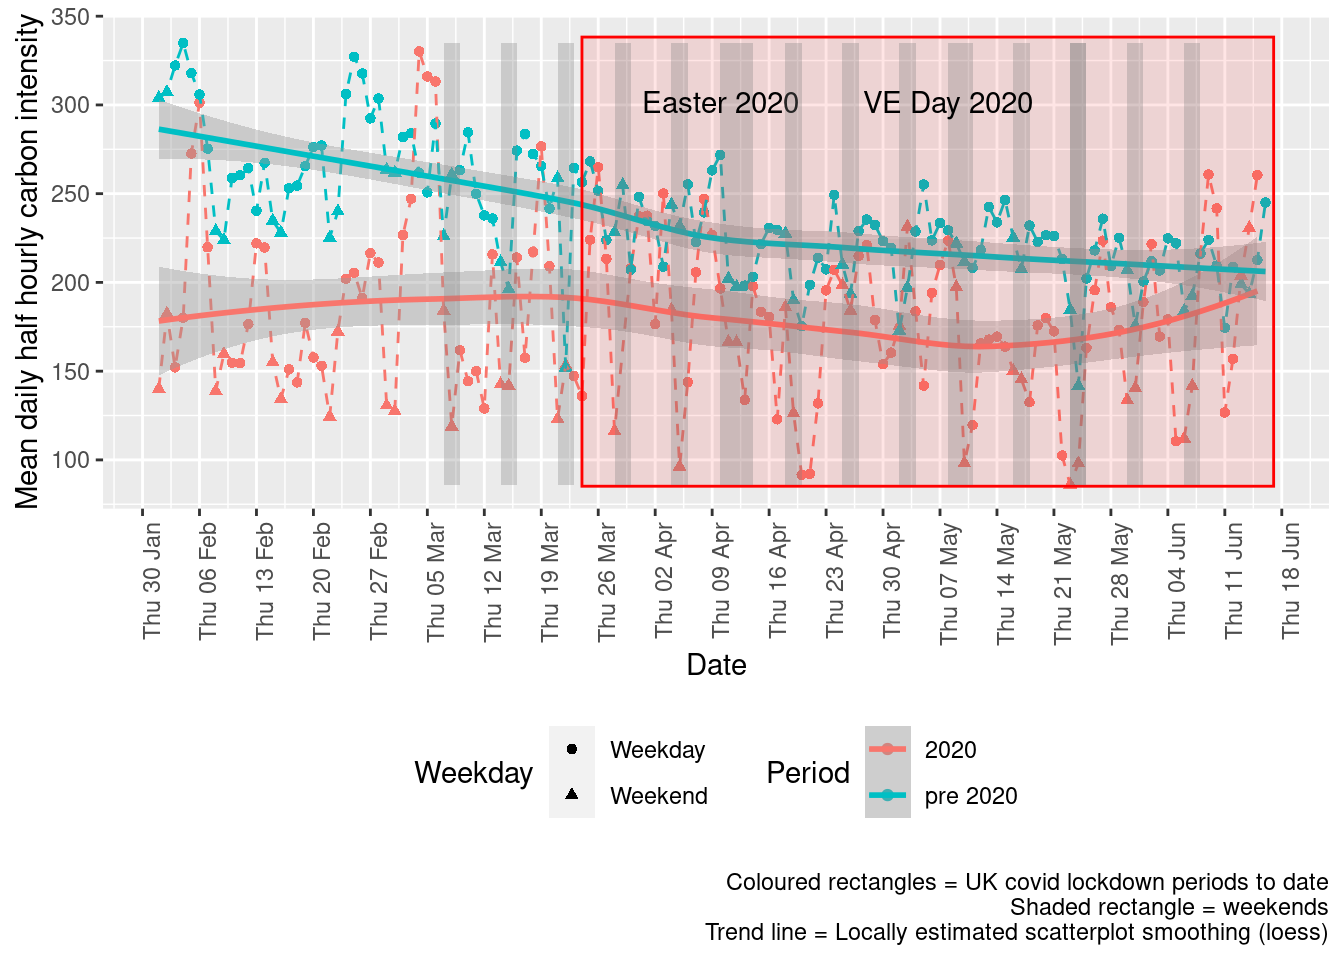 Mean daily half hourly carbon intensity
350
300
250
200
150
100
Easter 2020
VE Day 2020
Thu 30 Jan
Thu 06 Feb
Thu 13 Feb
Thu 20 Feb
Thu 27 Feb
Thu 05 Mar
Thu 12 Mar
Thu 19 Mar
Thu 26 Mar
Thu 02 Apr
Thu 09 Apr
Thu 16 Apr
Thu 23 Apr
Thu 30 Apr
Thu 07 May
Thu 14 May
Thu 21 May
Thu 28 May
Thu 04 Jun
Thu 11 Jun
Thu 18 Jun
Date
Weekday
Weekday
Weekend
Period
2020
pre 2020
Coloured rectangles = UK covid lockdown periods to date
Shaded rectangle = weekends
Trend line = Locally estimated scatterplot smoothing (loess)